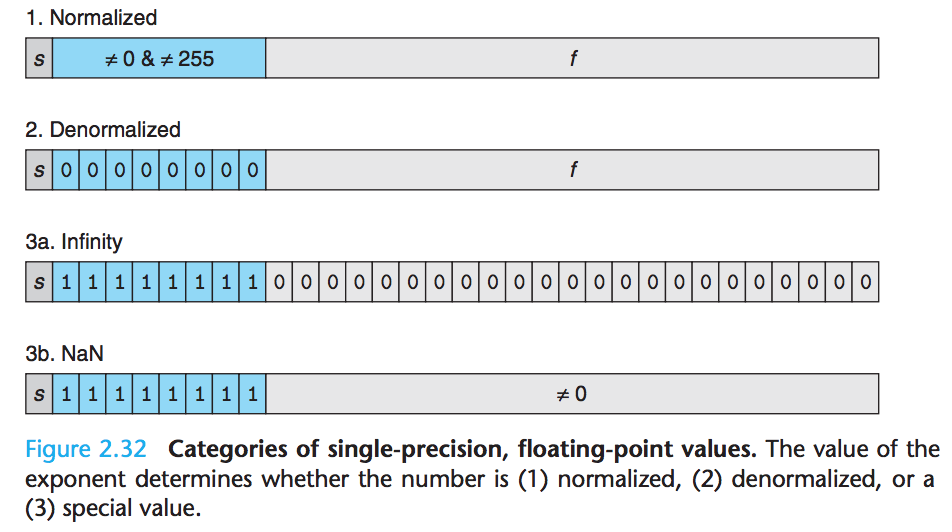 1. Normalized
s ≠ 0 & ≠ 255 f
2. Denormalized
s 0 0 0 0 0 0 0 0 f
3a. Infinity
s 1 1 1 1 1 1 1 1 0 0 0 0 0 0 0 0 0 0 0 0 0 0 0 0 0 0 0 0 0 0 0
3b. NaN
s 1 1 1 1 1 1 1 1 ≠ 0
Figure 2.32 Categories of single-precision, floating-point values. The value of the
exponent determines whether the number is (1) normalized, (2) denormalized, or a
(3) special value.